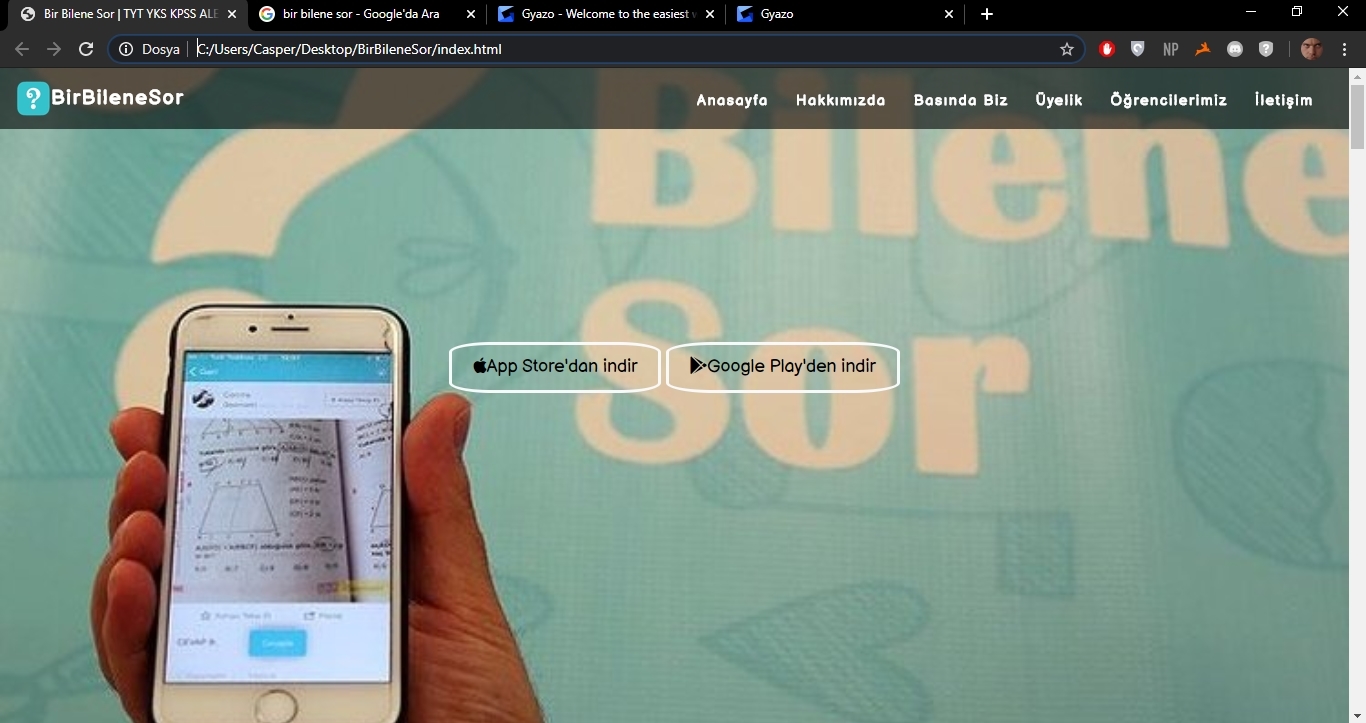 Bir Bilene Sor | TYT YKS KPSS ALE
bir bilene sor - Google'da Ara
Gyazo - Welcome to the easiest
Gyazo
Dosya
C:/Users/Casper/Desktop/BirBileneSor/index.html
NP
BirBileneSor
Anasayfa
Hakkımızda
Basında Biz
Üyelik
Öğrencilerimiz
İletişim
Bilene
Sor
App Store'dan indir
Google Play'den indir